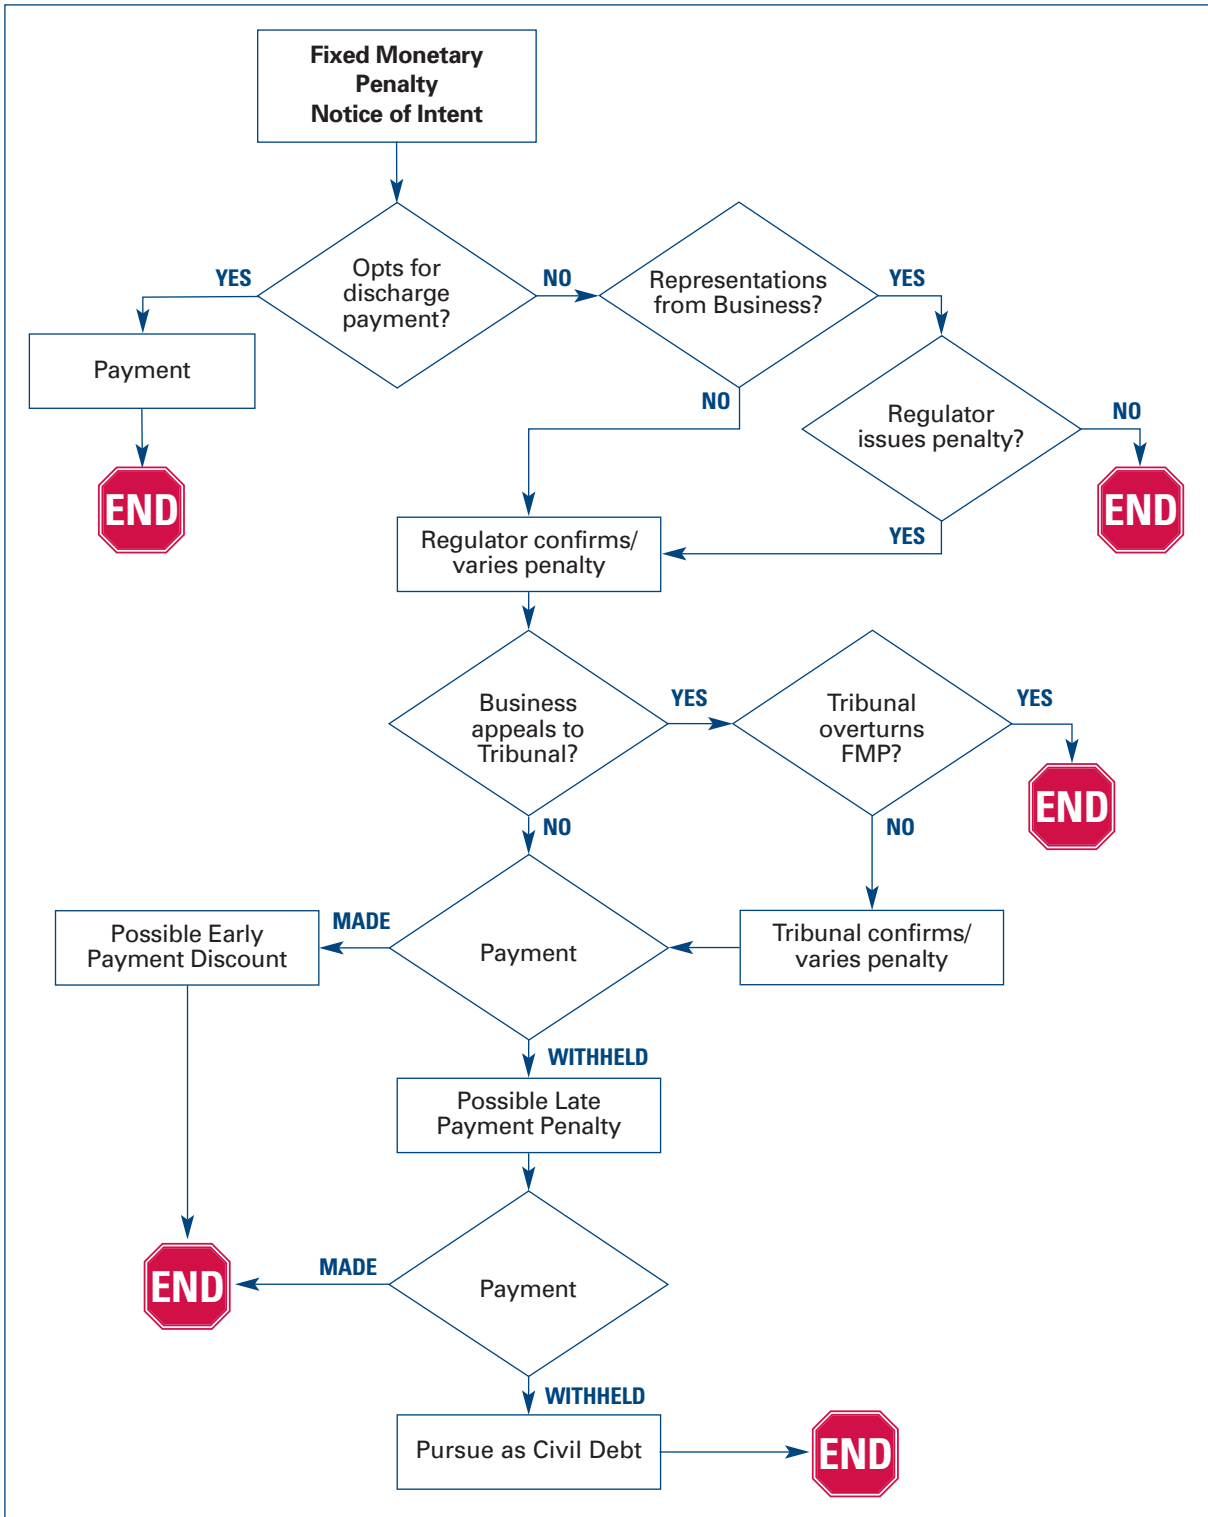 Fixed Monetary
Penalty
Notice of Intent
YES
Opts for
discharge
payment?
NO
Representations
from Business?
YES
Payment
NO
Regulator
issues penalty?
NO
END
END
Regulator confirms/
varies penalty
YES
Business
appeals to
Tribunal?
YES
Tribunal
overturns
FMP?
YES
END
NO
NO
Possible Early
Payment Discount
MADE
Payment
Tribunal confirms/
varies penalty
WITHHELD
Possible Late
Payment Penalty
END
MADE
Payment
WITHHELD
Pursue as Civil Debt
END